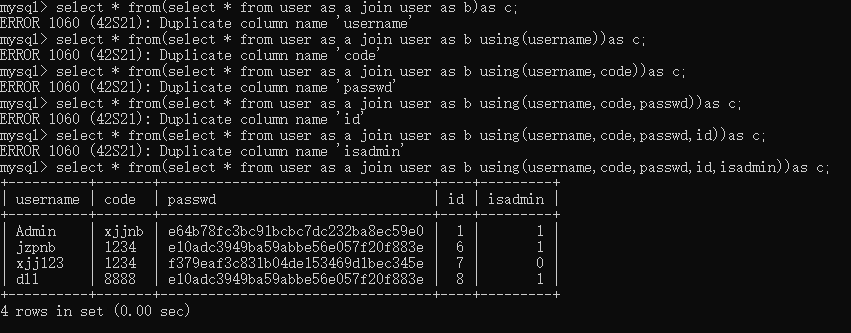 mysql> select * from(select * from user as a join user as b)as c;
ERROR 1060 (42S21): Duplicate column name 'username'
mysql> select * from(select * from user as a join user as b using(username))as c;
ERROR 1060 (42S21): Duplicate column name 'code'
mysql> select * from(select * from user as a join user as b using(username,code))as c;
ERROR 1060 (42S21): Duplicate column name 'passwd'
mysql> select * from(select * from user as a join user as b using(username,code,passwd))as c;
ERROR 1060 (42S21): Duplicate column name 'id'
mysql> select * from(select * from user as a join user as b using(username,code,passwd,id))as c;
ERROR 1060 (42S21): Duplicate column name 'isadmin'
mysql> select * from(select * from user as a join user as b using(username,code,passwd,id,isadmin))as c;
+----------+-------+----------------------------------+----+---------+
| username | code  | passwd                           | id | isadmin |
+----------+-------+----------------------------------+----+---------+
| Admin    | xjjnb | e64b78fc3bc91bcbc7dc232ba8ec59e0 |  1 |       1 |
| jzpnb    | 1234  | e10adc3949ba59abbe56e057f20f883e |  6 |       1 |
| xjj123   | 1234  | f379eaf3c831b04de153469d1bec345e |  7 |       0 |
| dll      | 8888  | e10adc3949ba59abbe56e057f20f883e |  8 |       1 |
+----------+-------+----------------------------------+----+---------+
4 rows in set (0.00 sec)